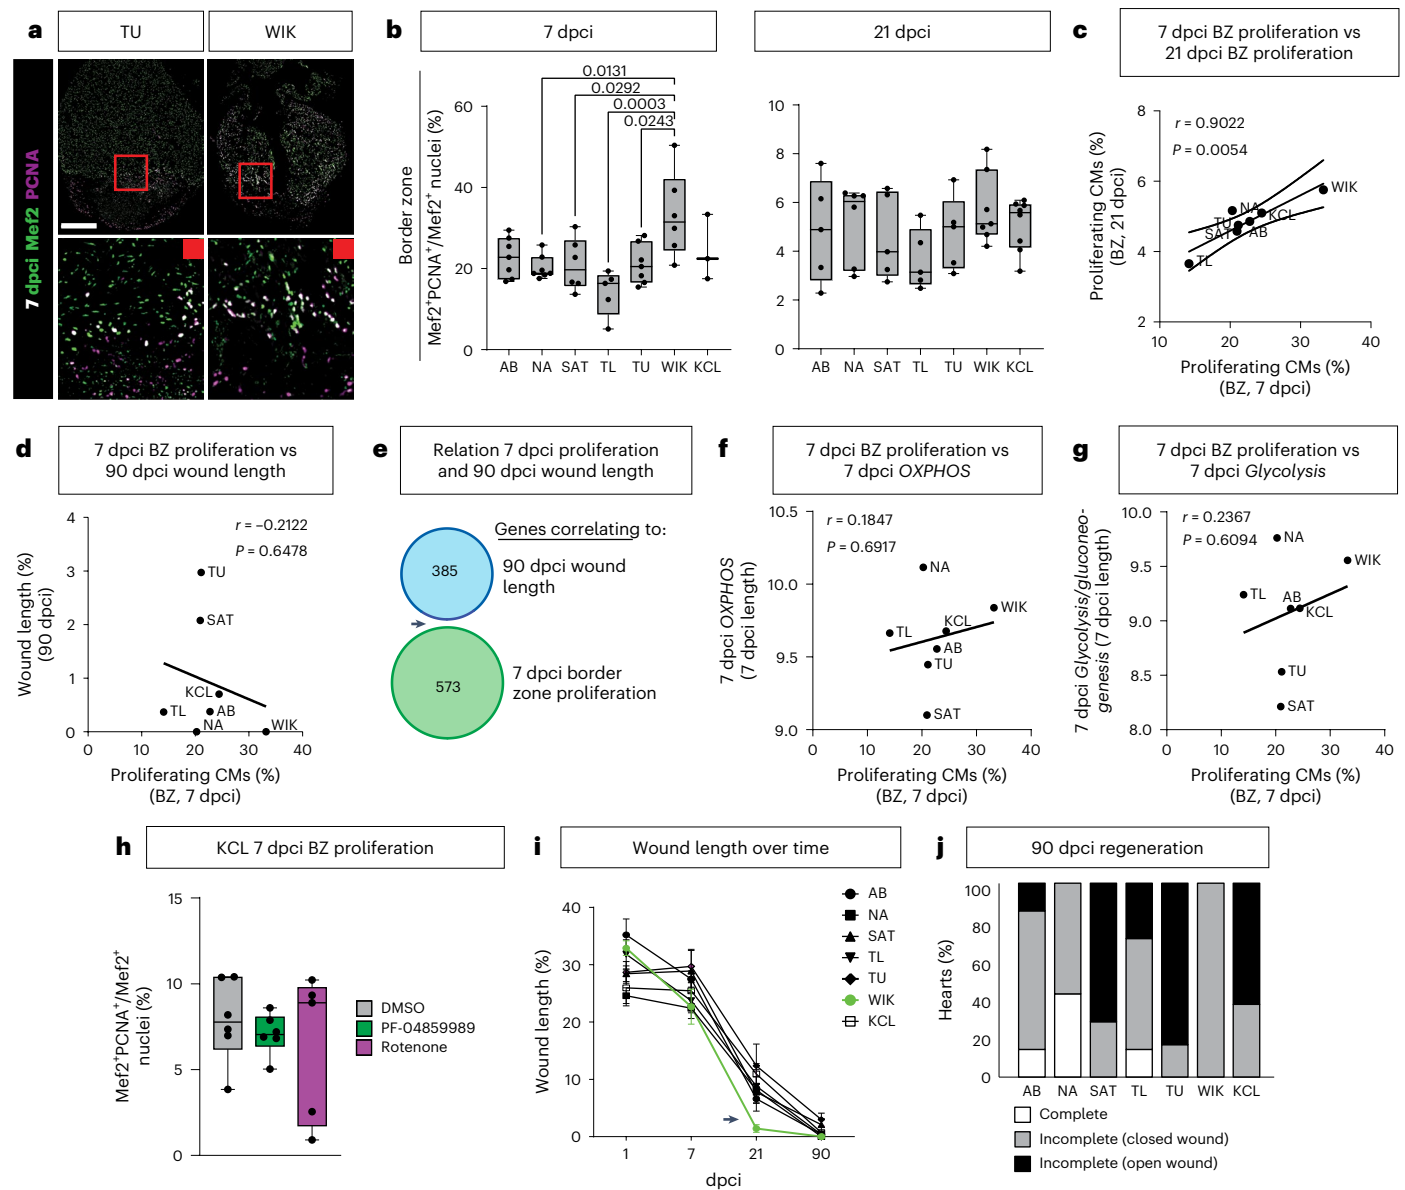 a
TU
WIK
7 dpci Mef2 PCNA
b
7 dpci
21 dpci
Border zone
Mef2+PCNA+/Mef2+ nuclei (%)
0.0131
0.0292
0.0003
0.0243
60
40
20
0
AB NA SAT TL TU WIK KCL
10
8
6
4
2
0
AB NA SAT TL TU WIK KCL
c
7 dpci BZ proliferation vs
21 dpci BZ proliferation
r = 0.9022
P = 0.0054
Proliferating CMs (%)
(BZ, 21 dpci)
8
6
4
2
WIK
NA
KCL
TU
AB
SAT
TL
10 20 30 40
Proliferating CMs (%)
(BZ, 7 dpci)
d
7 dpci BZ proliferation vs
90 dpci wound length
r = –0.2122
P = 0.6478
Wound length (%)
(90 dpci)
4
3
2
1
0
TU
SAT
KCL
TL
AB
NA
WIK
0 10 20 30 40
Proliferating CMs (%)
(BZ, 7 dpci)
e
Relation 7 dpci proliferation
and 90 dpci wound length
Genes correlating to:
385
90 dpci wound
length
573
7 dpci border
zone proliferation
f
7 dpci BZ proliferation vs
7 dpci OXPHOS
r = 0.1847
P = 0.6917
7 dpci OXPHOS
(7 dpci length)
10.5
10.0
9.5
9.0
NA
WIK
KCL
TL
AB
TU
SAT
0 10 20 30 40
Proliferating CMs (%)
(BZ, 7 dpci)
g
7 dpci BZ proliferation vs
7 dpci Glycolysis
r = 0.2367
P = 0.6094
7 dpci Glycolysis/gluconeo-
genesis (7 dpci length)
10.0
9.5
9.0
8.5
8.0
NA
WIK
TL
AB
KCL
TU
SAT
0 10 20 30 40
Proliferating CMs (%)
(BZ, 7 dpci)
h
KCL 7 dpci BZ proliferation
Mef2+PCNA+/Mef2+
nuclei (%)
15
10
5
0
DMSO
PF-04859989
Rotenone
i
Wound length over time
Wound length (%)
40
30
20
10
0
1 7 21 90
dpci
AB
NA
SAT
TL
TU
WIK
KCL
j
90 dpci regeneration
Hearts (%)
100
80
60
40
20
0
AB NA SAT TL TU WIK KCL
Complete
Incomplete (closed wound)
Incomplete (open wound)